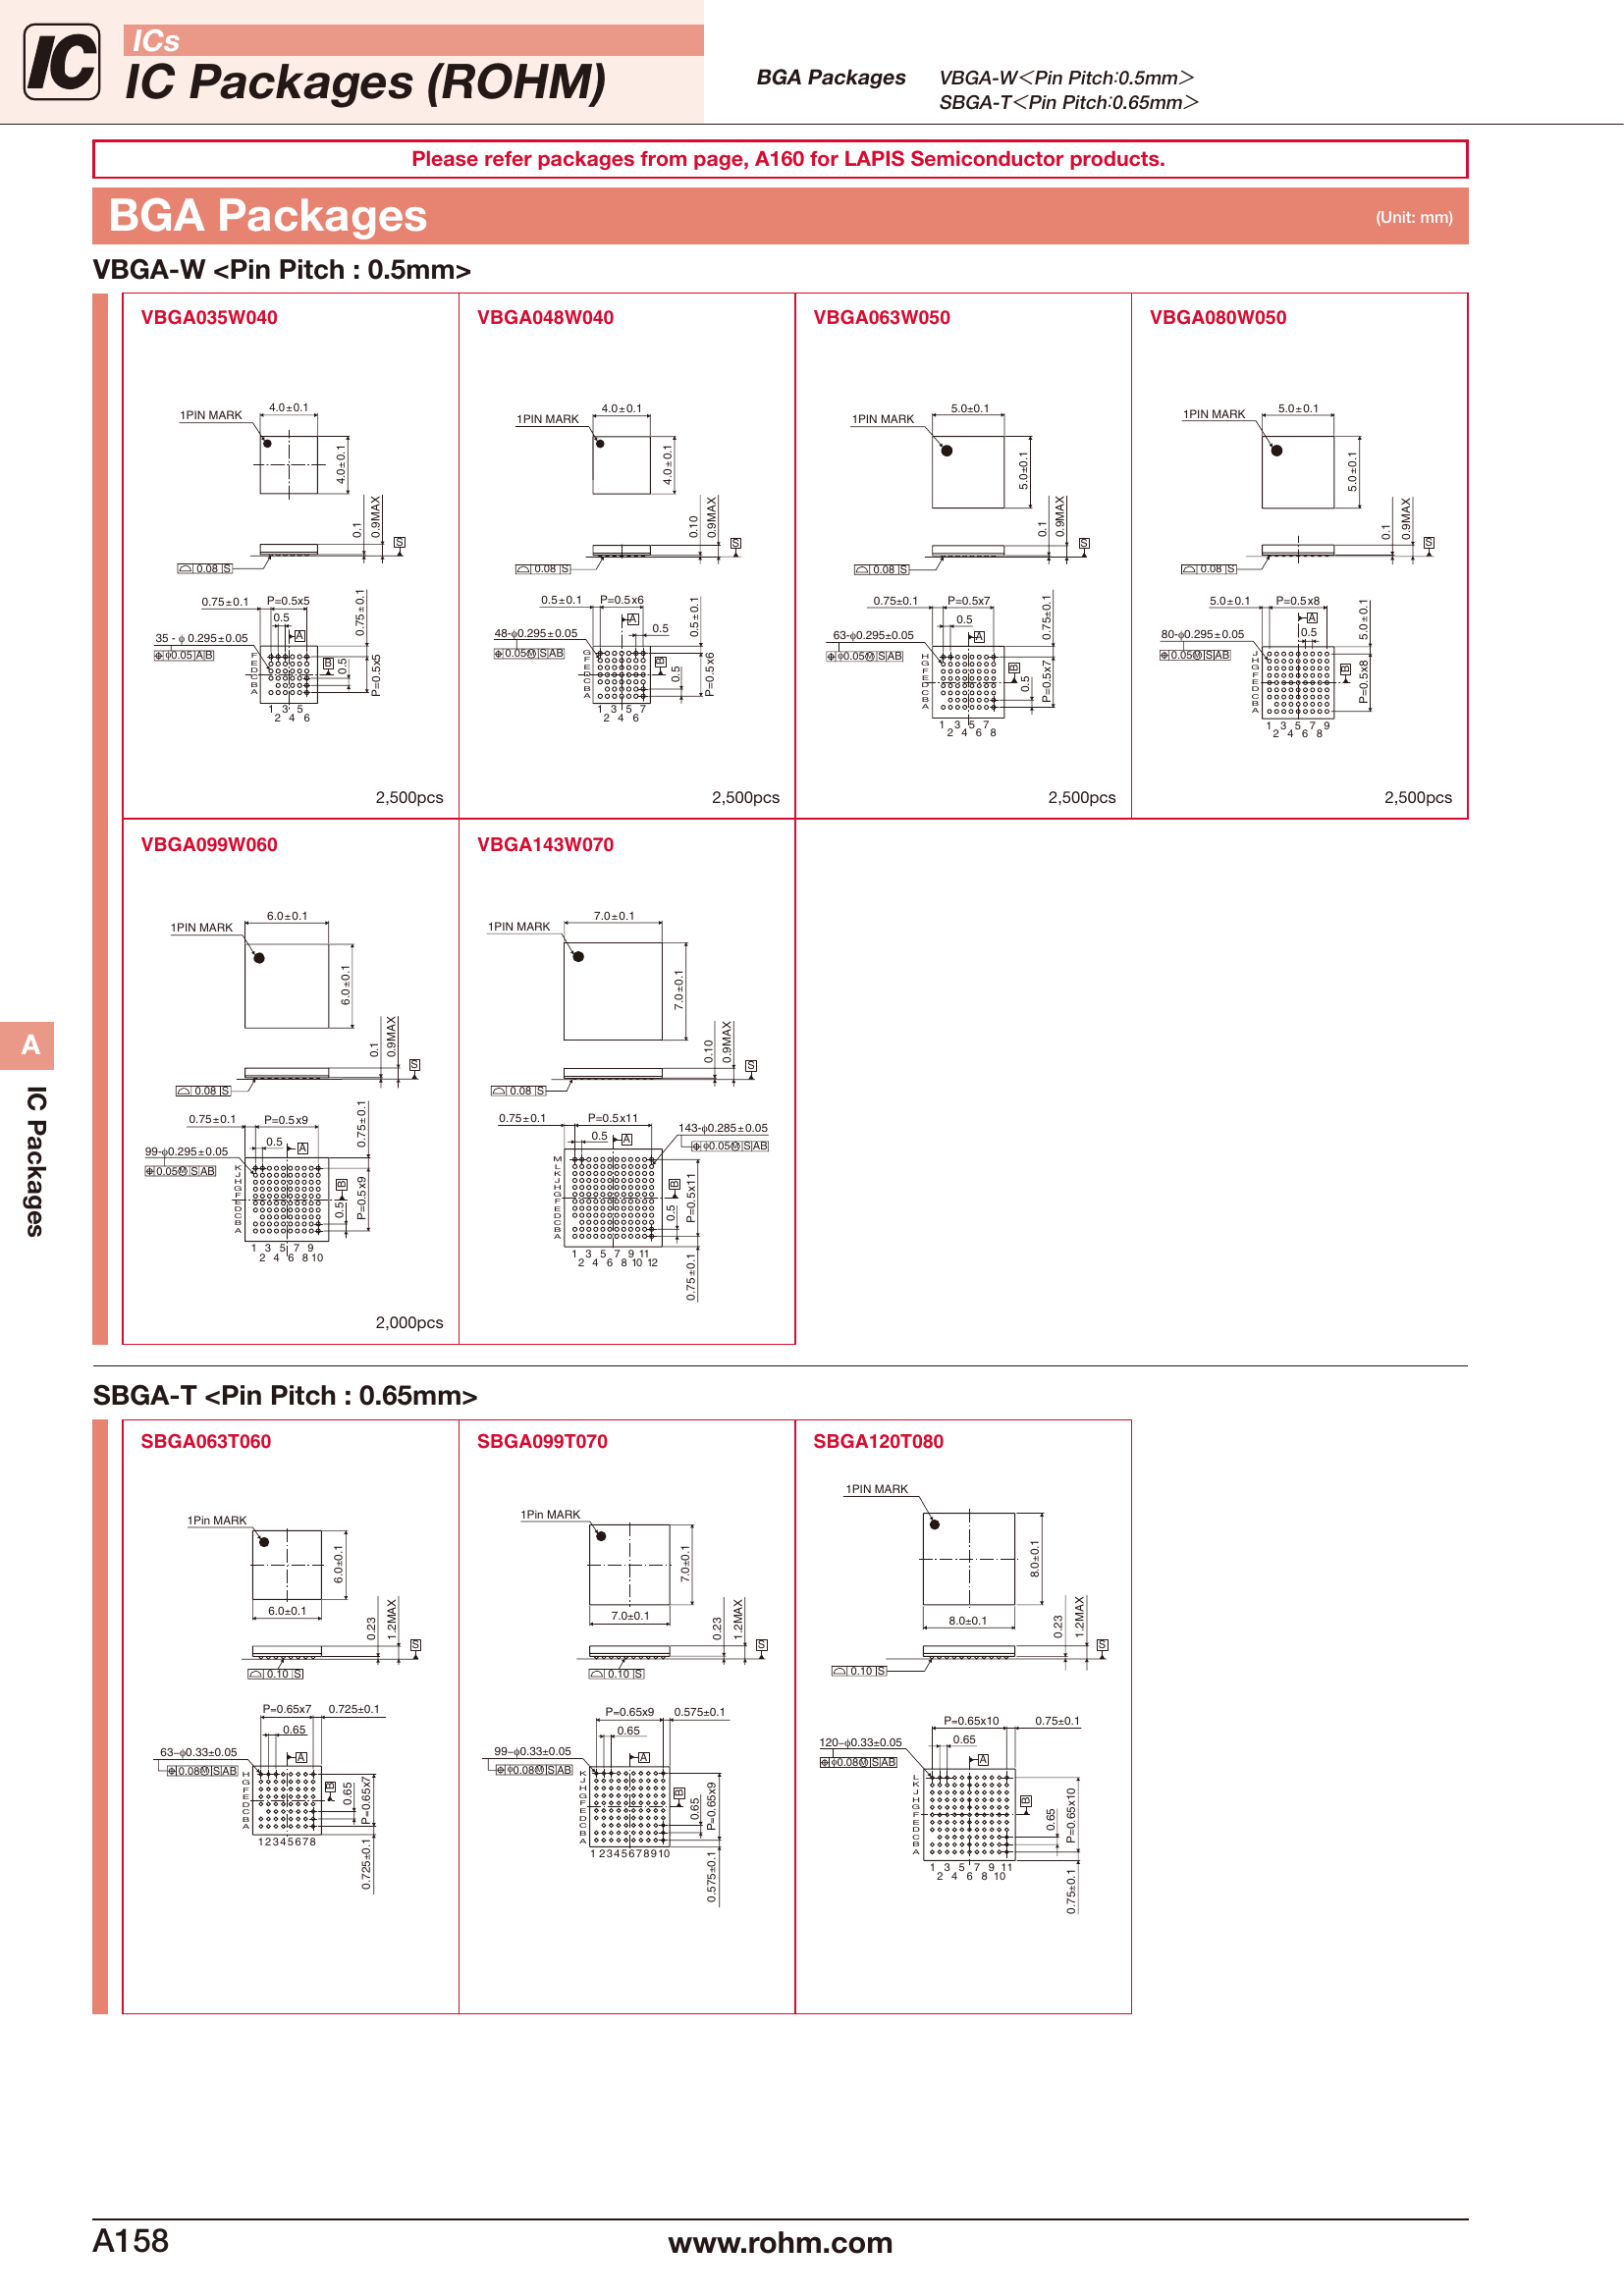 IC
ICs
IC Packages (ROHM)
BGA Packages
VBGA-W<Pin Pitch:0.5mm>
SBGA-T<Pin Pitch:0.65mm>
Please refer packages from page, A160 for LAPIS Semiconductor products.
BGA Packages
(Unit: mm)
VBGA-W <Pin Pitch : 0.5mm>
VBGA035W040
1PIN MARK
4.0±0.1
4.0±0.1
0.1
0.9MAX
S
0.08 S
0.75±0.1
P=0.5x5
0.75±0.1
0.5
A
35 - φ 0.295±0.05
φ0.05 A B
B
0.5
P=0.5x5
F
E
D
C
B
A
1 3 5
2 4 6
2,500pcs
VBGA048W040
1PIN MARK
4.0±0.1
4.0±0.1
0.10
0.9MAX
S
0.08 S
0.5±0.1
P=0.5x6
0.5±0.1
A
0.5
48-φ0.295±0.05
0.05Ⓜ S AB
B
0.5
P=0.5x6
G
F
E
D
C
B
A
1 3 5 7
2 4 6
2,500pcs
VBGA063W050
1PIN MARK
5.0±0.1
5.0±0.1
0.1
0.9MAX
S
0.08 S
0.75±0.1
P=0.5x7
0.75±0.1
0.5
A
63-φ0.295±0.05
φ0.05Ⓜ S AB
B
0.5
P=0.5x7
H
G
F
E
D
C
B
A
1 3 5 7
2 4 6 8
2,500pcs
VBGA080W050
1PIN MARK
5.0±0.1
5.0±0.1
0.1
0.9MAX
S
0.08 S
5.0±0.1
P=0.5x8
5.0±0.1
A
0.5
80-φ0.295±0.05
0.05Ⓜ S AB
B
P=0.5x8
J
H
G
F
E
D
C
B
A
1 3 5 7 9
2 4 6 8
2,500pcs
VBGA099W060
1PIN MARK
6.0±0.1
6.0±0.1
0.1
0.9MAX
S
0.08 S
0.75±0.1
P=0.5x9
0.75±0.1
0.5
A
99-φ0.295±0.05
0.05Ⓜ S AB
B
0.5
P=0.5x9
K
J
H
G
F
E
D
C
B
A
1 3 5 7 9
2 4 6 8 10
2,000pcs
VBGA143W070
1PIN MARK
7.0±0.1
7.0±0.1
0.10
0.9MAX
S
0.08 S
0.75±0.1
P=0.5x11
0.5
A
143-φ0.285±0.05
φ0.05Ⓜ S AB
B
0.5
P=0.5x11
0.75±0.1
M
L
K
J
H
G
F
E
D
C
B
A
1 3 5 7 9 11
2 4 6 8 10 12
A
IC Packages
SBGA-T <Pin Pitch : 0.65mm>
SBGA063T060
1Pin MARK
6.0±0.1
6.0±0.1
0.23
1.2MAX
S
0.10 S
P=0.65x7
0.725±0.1
0.65
A
63–φ0.33±0.05
0.08Ⓜ S AB
B
0.65
P=0.65x7
0.725±0.1
H
G
F
E
D
C
B
A
12345678
SBGA099T070
1Pin MARK
7.0±0.1
7.0±0.1
0.23
1.2MAX
S
0.10 S
P=0.65x9
0.575±0.1
0.65
A
99–φ0.33±0.05
φ0.08Ⓜ S AB
B
0.65
P=0.65x9
0.575±0.1
K
J
H
G
F
E
D
C
B
A
1 2345678910
SBGA120T080
1PIN MARK
8.0±0.1
8.0±0.1
0.23
1.2MAX
S
0.10 S
P=0.65x10
0.75±0.1
0.65
A
120–φ0.33±0.05
φ0.08Ⓜ S AB
B
0.65
P=0.65x10
0.75±0.1
L
K
J
H
G
F
E
D
C
B
A
1 3 5 7 9 11
2 4 6 8 10
A158
www.rohm.com